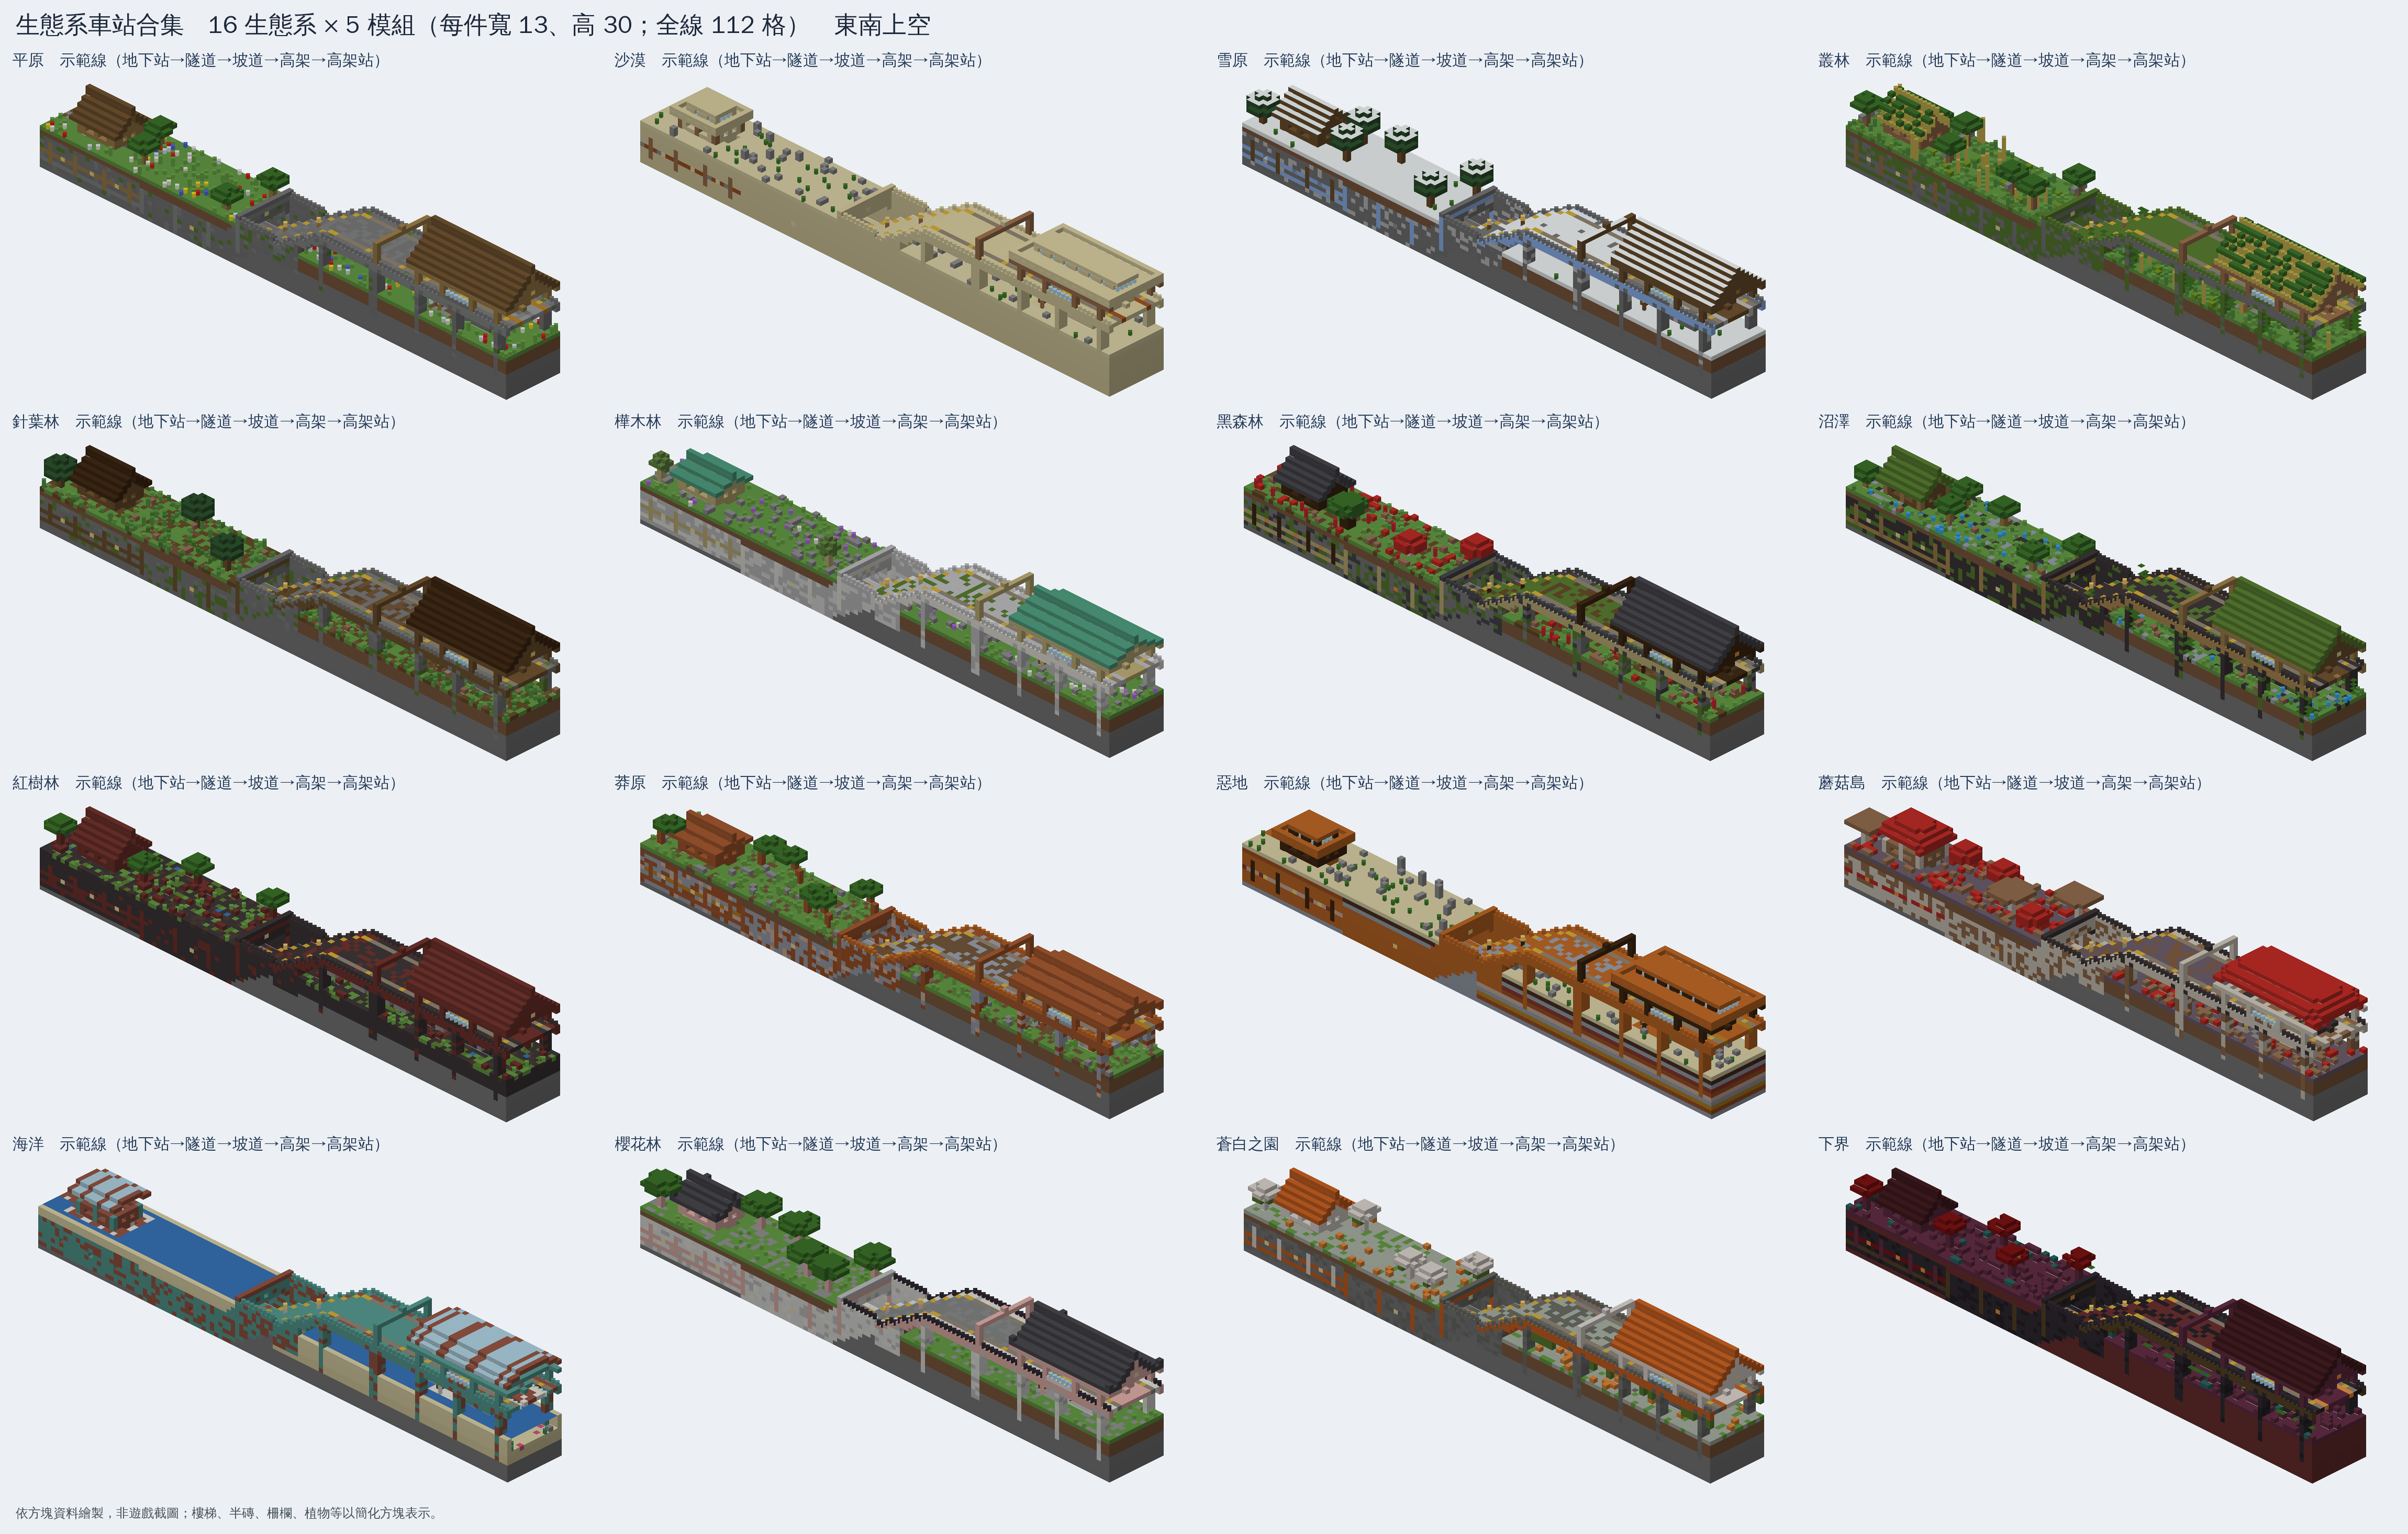 生態系車站合集　16 生態系 × 5 模組（每件寬 13、高 30；全線 112 格）　東南上空
平原　示範線（地下站→隧道→坡道→高架→高架站）
沙漠　示範線（地下站→隧道→坡道→高架→高架站）
雪原　示範線（地下站→隧道→坡道→高架→高架站）
叢林　示範線（地下站→隧道→坡道→高架→高架站）
針葉林　示範線（地下站→隧道→坡道→高架→高架站）
樺木林　示範線（地下站→隧道→坡道→高架→高架站）
黑森林　示範線（地下站→隧道→坡道→高架→高架站）
沼澤　示範線（地下站→隧道→坡道→高架→高架站）
紅樹林　示範線（地下站→隧道→坡道→高架→高架站）
莽原　示範線（地下站→隧道→坡道→高架→高架站）
惡地　示範線（地下站→隧道→坡道→高架→高架站）
蘑菇島　示範線（地下站→隧道→坡道→高架→高架站）
海洋　示範線（地下站→隧道→坡道→高架→高架站）
櫻花林　示範線（地下站→隧道→坡道→高架→高架站）
蒼白之園　示範線（地下站→隧道→坡道→高架→高架站）
下界　示範線（地下站→隧道→坡道→高架→高架站）
依方塊資料繪製，非遊戲截圖；樓梯、半磚、柵欄、植物等以簡化方塊表示。